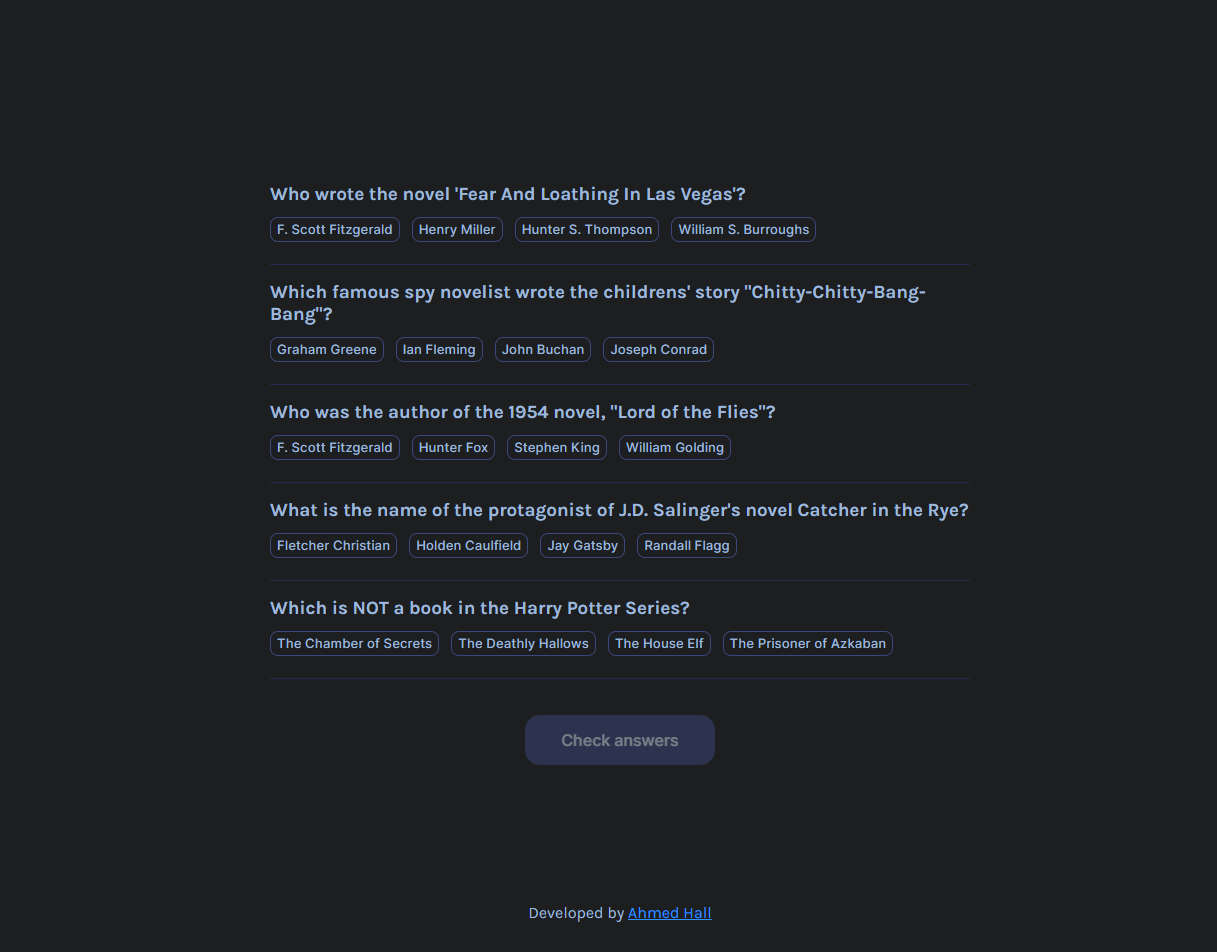 Who wrote the novel 'Fear And Loathing In Las Vegas'?
F. Scott Fitzgerald Henry Miller Hunter S. Thompson William S. Burroughs
Which famous spy novelist wrote the childrens' story "Chitty-Chitty-Bang-
Bang"?
Graham Greene Ian Fleming John Buchan Joseph Conrad
Who was the author of the 1954 novel, "Lord of the Flies"?
F. Scott Fitzgerald Hunter Fox Stephen King William Golding
What is the name of the protagonist of J.D. Salinger's novel Catcher in the Rye?
Fletcher Christian Holden Caulfield Jay Gatsby Randall Flagg
Which is NOT a book in the Harry Potter Series?
The Chamber of Secrets The Deathly Hallows The House Elf The Prisoner of Azkaban
Check answers
Developed by Ahmed Hall